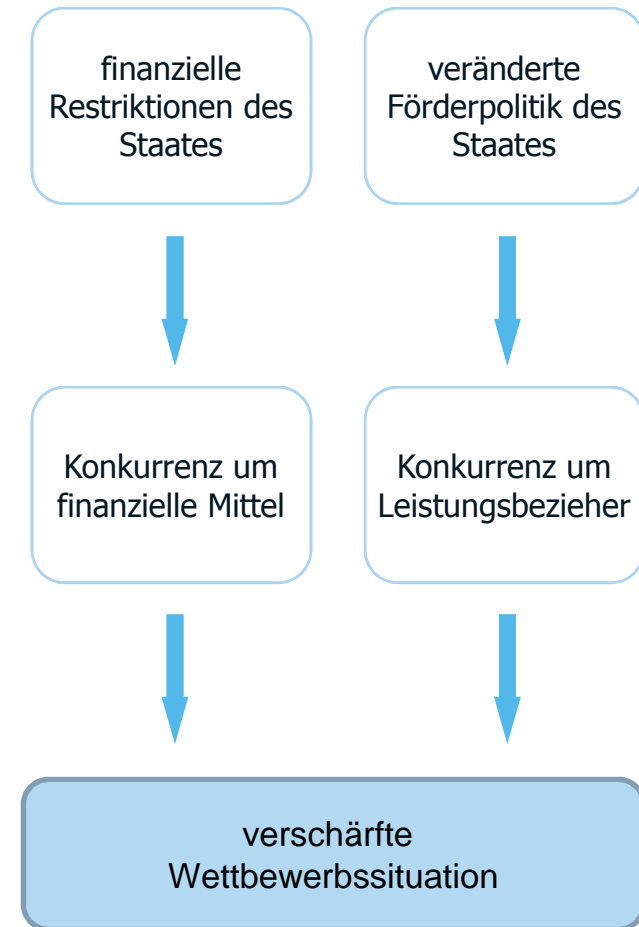 finanzielle
Restriktionen des
Staates
veränderte
Förderpolitik des
Staates
Konkurrenz um
finanzielle Mittel
Konkurrenz um
Leistungsbezieher
verschärfte
Wettbewerbssituation